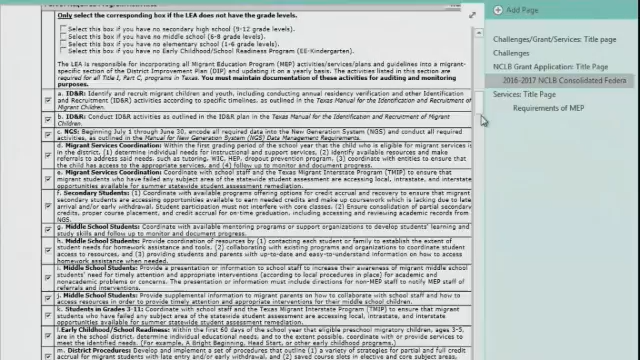 Only select the corresponding box if the LEA does not have the grade levels.
Select this box if you have no secondary high school (9-12 grade levels).
Select this box if you have no middle school (6-8 grade levels).
Select this box if you have no elementary school (1-6 grade levels).
Select this box if you have no Early Childhood/School Readiness Program (EE-Kindergarten).
The LEA is responsible for incorporating all Migrant Education Program (MEP) activities/services/plans and guidelines into a migrant-
specific section of the District Improvement Plan (DIP) and updating it on a yearly basis. The activities listed in this section are
required for all Title I, Part C, programs in Texas. You must maintain documentation of these activities for auditing and monitoring
purposes.
a. ID&R: Identify and recruit migrant children and youth, including conducting annual residency verification and other Identification
and Recruitment (ID&R) activities according to specific timelines, as outlined in the Texas Manual for the Identification and Recruitment of
Migrant Children.
b. ID&R: Conduct ID&R activities as outlined in the ID&R plan in the Texas Manual for the Identification and Recruitment of Migrant
Children.
c. NGS: Beginning July 1 through June 30, encode all required data into the New Generation System (NGS) and conduct all required
activities, as outlined in the Manual for New Generation System (NGS) Data Management Requirements.
d. Migrant Services Coordination: Within the first grading period of the school year that the child who is eligible for migrant services is
in the district, (1) determine individual needs for instructional and support services, (2) identify available resources and make
referrals to address said needs, such as tutoring, WIC, HEP, dropout prevention program, (3) coordinate with entities to ensure that
the child has access to the appropriate services, and (4) follow up to monitor and document progress.
e. Migrant Services Coordination: Coordinate with school staff and the Texas Migrant Interstate Program (TMIP) to ensure that
migrant students who have failed any subject area of the statewide student assessment are accessing local, intrastate, and interstate
opportunities available for summer statewide student assessment remediation.
f. Secondary Students: (1) Coordinate with available programs offering options for credit accrual and recovery to ensure that migrant
secondary students are accessing opportunities available to earn needed credits and make up coursework which is lacking due to late
arrival and/or early withdrawal. Student participation must not interfere with core classes. (2) Ensure consolidation of partial secondary
credits, proper course placement, and credit accrual for on-time graduation, including accessing and reviewing academic records from
NGS.
g. Middle School Students: Coordinate with available mentoring programs or support organizations to develop students' learning and
study skills and follow up to monitor and document progress.
h. Middle School Students: Provide coordination of resources by (1) contacting each student or family to establish the extent of
student needs for homework assistance and tools, (2) collaborating with existing programs and organizations to coordinate student
access to resources, and (3) providing students and parents with up-to-date and easy-to-understand information on how to access
homework assistance when needed.
i. Middle School Students: Provide a presentation or information to school staff to increase their awareness of migrant middle school
students' need for timely attention and appropriate interventions (according to local procedures in place) for academic and
nonacademic problems or concerns. The presentation or information must include directions for non-MEP staff to notify MEP staff of
referrals and interventions.
j. Middle School Students: Provide supplemental information to migrant parents on how to collaborate with school staff and how to
access resources in order to provide timely and appropriate interventions for their middle school children.
k. Students in Grades 3-11: Coordinate with school staff and the Texas Migrant Interstate Program (TMIP) to ensure that migrant
students who have failed any subject area of the statewide student assessment are accessing local, intrastate, and interstate
opportunities available for summer statewide student assessment remediation.
l. Early Childhood/School Readiness: Within the first 60 days of the school year that eligible preschool migratory children, ages 3-5,
are in the school district, determine individual educational needs, and to the extent possible, coordinate with or provide services to
meet the identified needs. (For example, A Bright Beginning, Head Start, or other early childhood programs.)
m. District Procedures: Develop and implement a set of procedures that outline (1) a variety of strategies for partial and full credit
accrual for migrant students with late entry and/or early withdrawal, and (2) saved course slots in elective and core subject areas,
Add Page
Challenges/Grant/Services: Title page
Challenges
NCLB Grant Application: Title Page
2016-2017 NCLB Consolidated Federa
Services: Title Page
Requirements of MEP